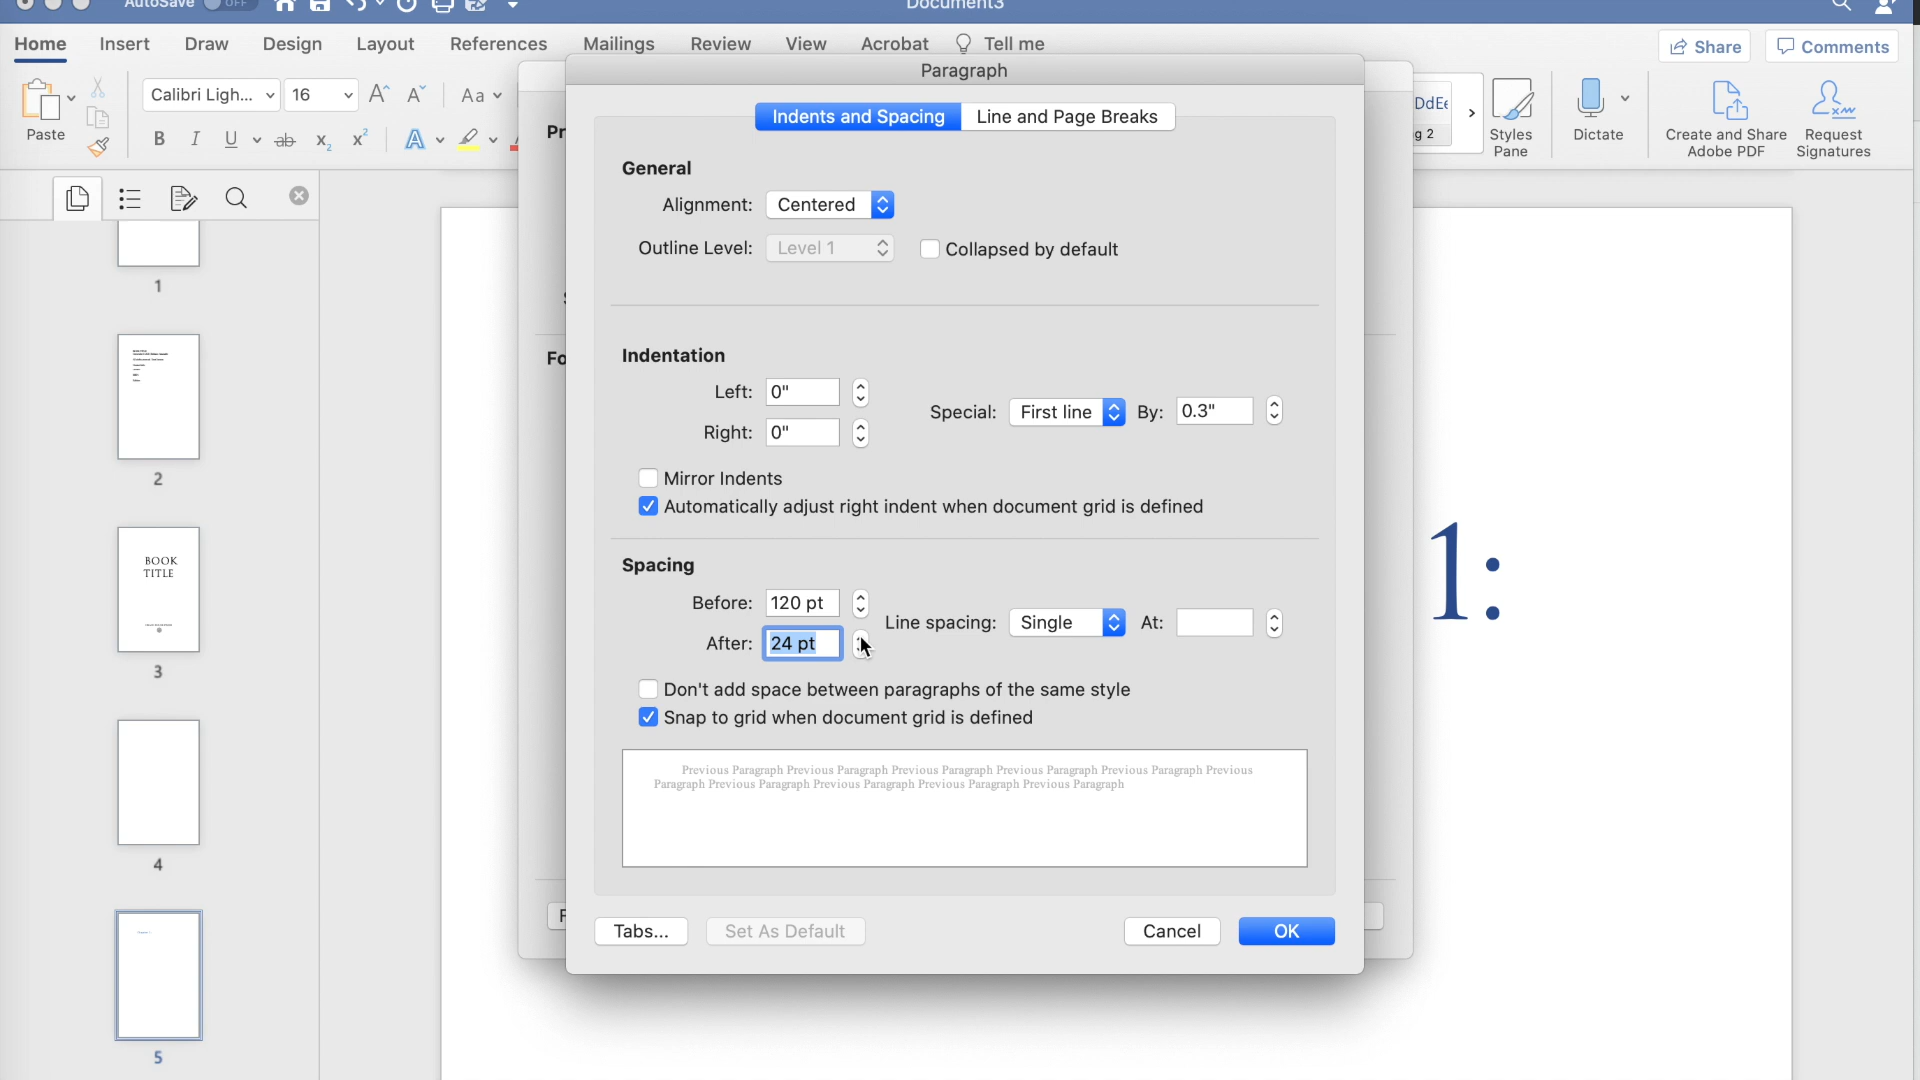 AutoSave OFF
Document3
Home Insert Draw Design Layout References Mailings Review View Acrobat Tell me
Share Comments
Paste
Calibri Ligh... 16 Aa
B I U ab x2 x2 A
Styles Pane
Dictate
Create and Share Adobe PDF
Request Signatures
Paragraph
Indents and Spacing Line and Page Breaks
General
Alignment: Centered
Outline Level: Level 1 Collapsed by default
Indentation
Left: 0"
Right: 0"
Special: First line By: 0.3"
Mirror Indents
Automatically adjust right indent when document grid is defined
Spacing
Before: 120 pt
After: 24 pt
Line spacing: Single At:
Don't add space between paragraphs of the same style
Snap to grid when document grid is defined
Previous Paragraph Previous Paragraph Previous Paragraph Previous Paragraph Previous Paragraph Previous
Paragraph Previous Paragraph Previous Paragraph Previous Paragraph Previous Paragraph
Tabs... Set As Default Cancel OK
1:
1
2
BOOK
TITLE
3
4
5